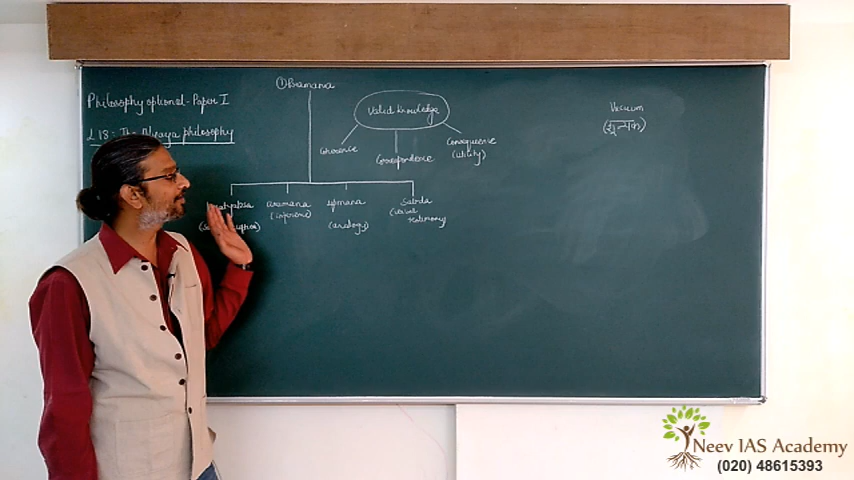 Philosophy optional - Paper I
L 18: The Nyaya philosophy
① Pramana
Valid Knowledge
Coherence
Correspondence
Consequence
(utility)
Vacuum
anumana
(inference)
upmana
(analogy)
Sabda
(verbal
testimony)
Neev IAS Academy
(020) 48615393